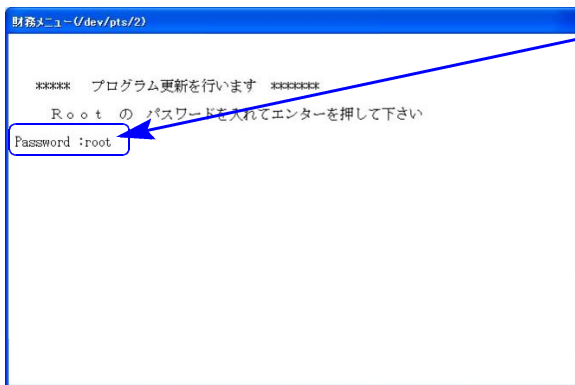 財務メニュー(/dev/pts/2)
***** プログラム更新を行います *******
Ｒｏｏｔ の パスワードを入れてエンターを押して下さい
Password :root